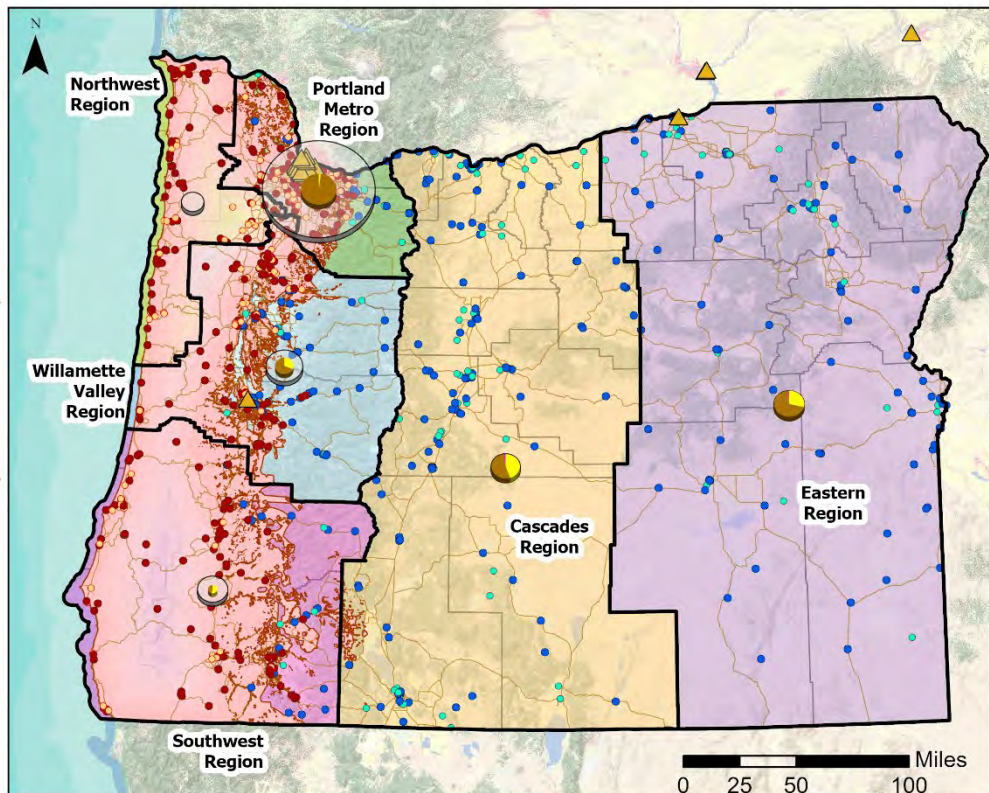 N
Northwest
Region
Portland
Metro
Region
Willamette
Valley
Region
Cascades
Region
Eastern
Region
Southwest
Region
Miles
0 25 50 100